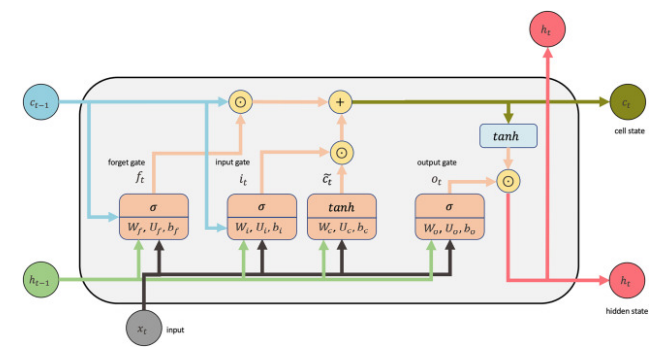 h_t
c_{t-1}
⊙
+
c_t
cell state
tanh
forget gate
input gate
output gate
f_t
i_t
c̃_t
o_t
⊙
⊙
σ
σ
tanh
σ
W_f, U_f, b_f
W_i, U_i, b_i
W_c, U_c, b_c
W_o, U_o, b_o
h_{t-1}
h_t
hidden state
x_t
input